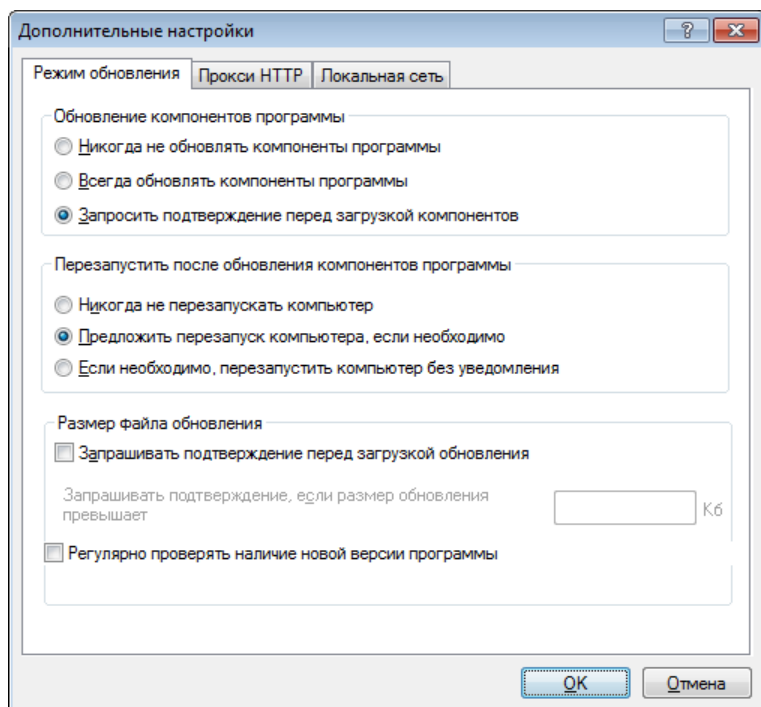 Дополнительные настройки
Режим обновления Прокси HTTP Локальная сеть
Обновление компонентов программы
Никогда не обновлять компоненты программы
Всегда обновлять компоненты программы
Запросить подтверждение перед загрузкой компонентов
Перезапустить после обновления компонентов программы
Никогда не перезапускать компьютер
Предложить перезапуск компьютера, если необходимо
Если необходимо, перезапустить компьютер без уведомления
Размер файла обновления
Запрашивать подтверждение перед загрузкой обновления
Запрашивать подтверждение, если размер обновления
превышает Кб
Регулярно проверять наличие новой версии программы
OK Отмена